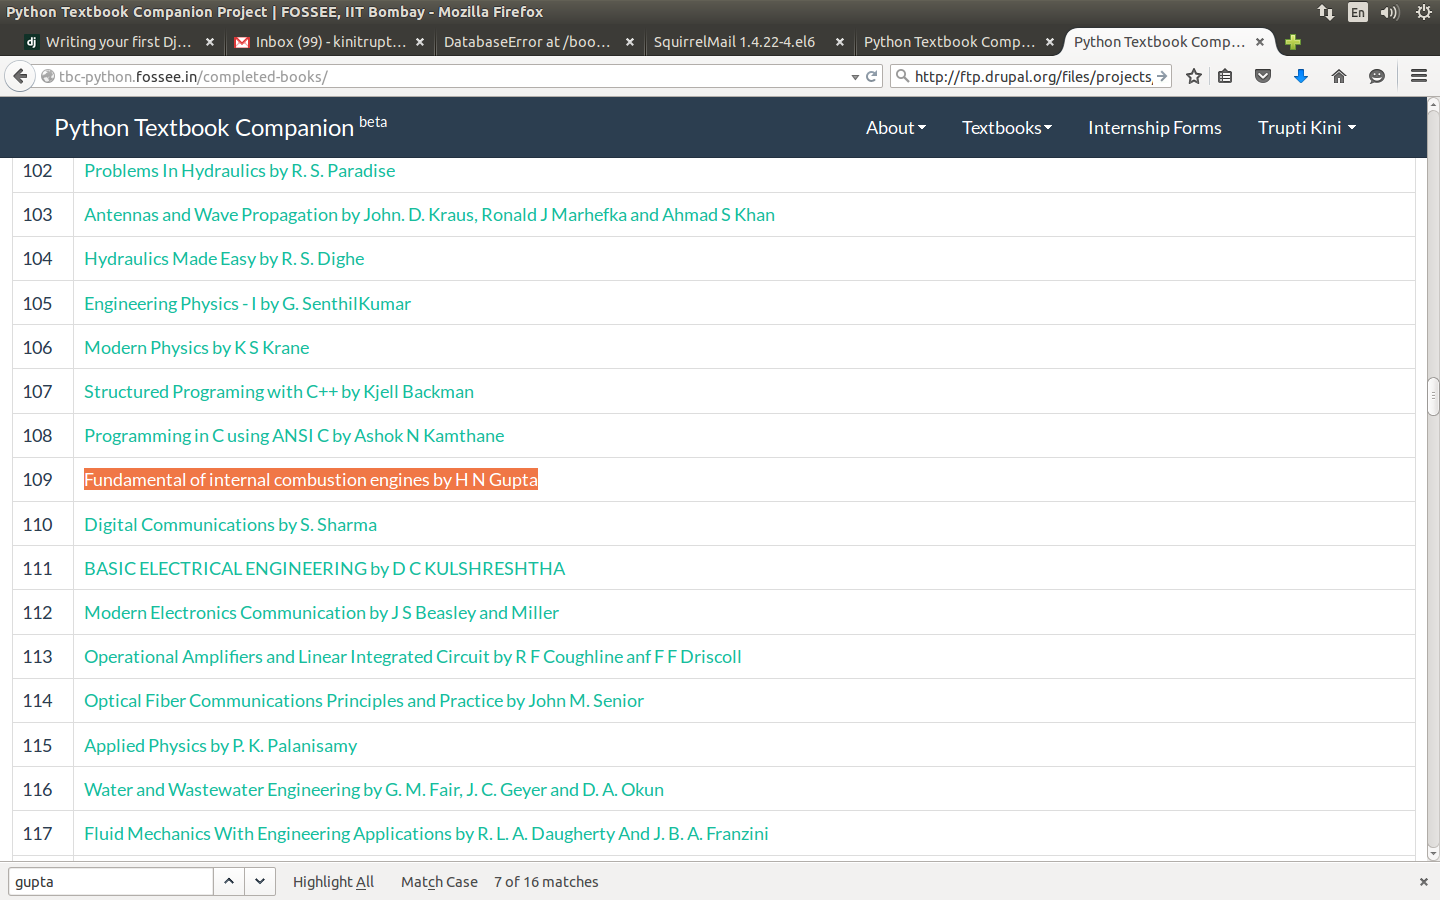 Python Textbook Companion Project | FOSSEE, IIT Bombay - Mozilla Firefox
En
dj Writing your first Dj... Inbox (99) - kinitrupt... DatabaseError at /boo... SquirrelMail 1.4.22-4.el6 Python Textbook Comp... Python Textbook Comp...
tbc-python.fossee.in/completed-books/ http://ftp.drupal.org/files/projects,
Python Textbook Companion beta About Textbooks Internship Forms Trupti Kini
102 Problems In Hydraulics by R. S. Paradise
103 Antennas and Wave Propagation by John. D. Kraus, Ronald J Marhefka and Ahmad S Khan
104 Hydraulics Made Easy by R. S. Dighe
105 Engineering Physics - I by G. SenthilKumar
106 Modern Physics by K S Krane
107 Structured Programing with C++ by Kjell Backman
108 Programming in C using ANSI C by Ashok N Kamthane
109 Fundamental of internal combustion engines by H N Gupta
110 Digital Communications by S. Sharma
111 BASIC ELECTRICAL ENGINEERING by D C KULSHRESHTHA
112 Modern Electronics Communication by J S Beasley and Miller
113 Operational Amplifiers and Linear Integrated Circuit by R F Coughline anf F F Driscoll
114 Optical Fiber Communications Principles and Practice by John M. Senior
115 Applied Physics by P. K. Palanisamy
116 Water and Wastewater Engineering by G. M. Fair, J. C. Geyer and D. A. Okun
117 Fluid Mechanics With Engineering Applications by R. L. A. Daugherty And J. B. A. Franzini
gupta Highlight All Match Case 7 of 16 matches